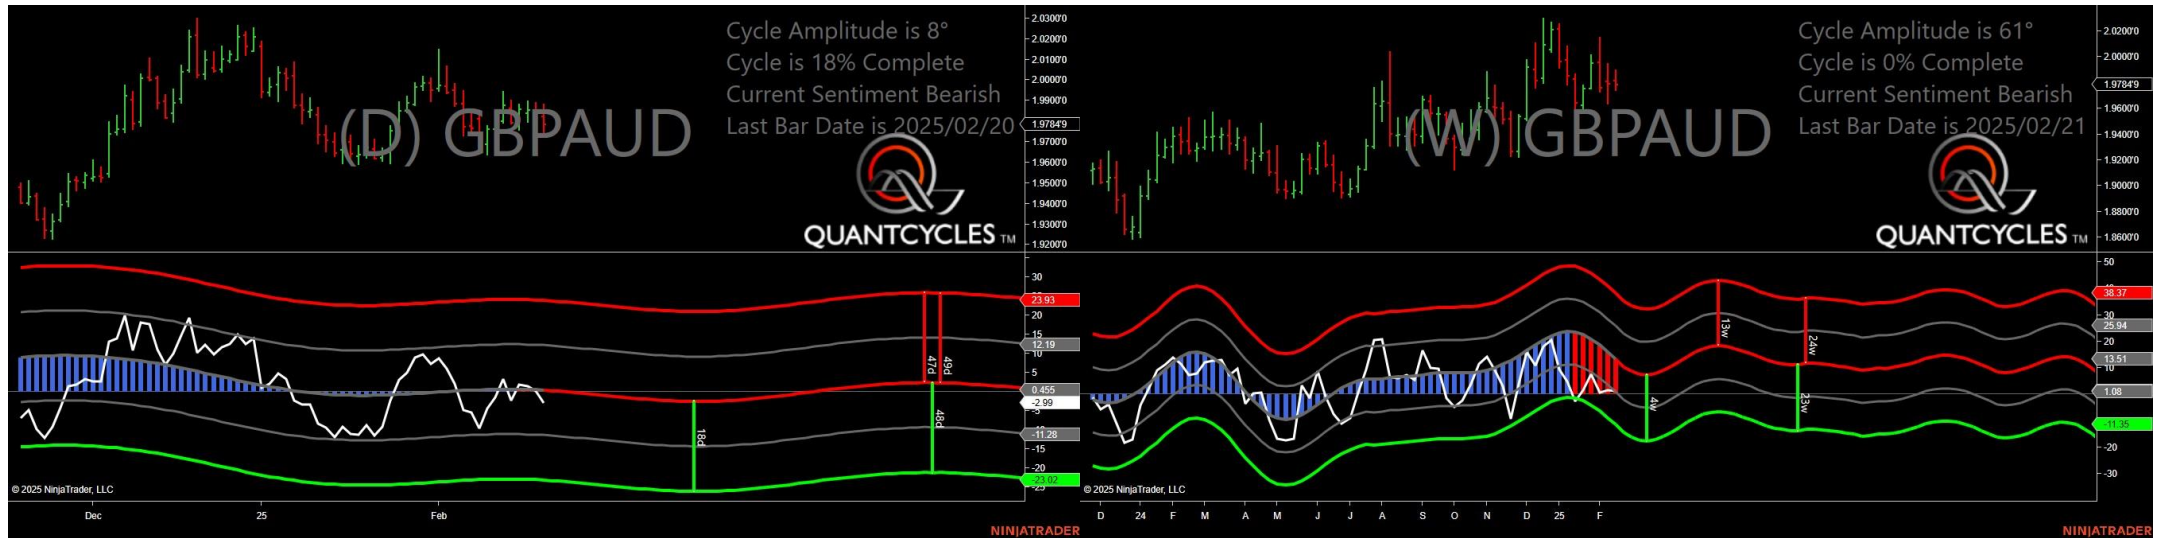 Cycle Amplitude is 8°
Cycle is 18% Complete
Current Sentiment Bearish
Last Bar Date is 2025/02/20
(D) GBPAUD
QUANTCYCLES TM
2.0300'0
2.0200'0
2.0100'0
2.0000'0
1.9900'0
1.9784'9
1.9700'0
1.9600'0
1.9500'0
1.9400'0
1.9300'0
1.9200'0
30
23.93
20
15
12.19
10
5
0.455
-2.99
-5
-11.28
-15
-20
-23.02
47d
49d
48d
18d
© 2025 NinjaTrader, LLC
Dec
25
Feb
NINJATRADER
Cycle Amplitude is 61°
Cycle is 0% Complete
Current Sentiment Bearish
Last Bar Date is 2025/02/21
(W) GBPAUD
QUANTCYCLES TM
2.0200'0
2.0000'0
1.9784'9
1.9600'0
1.9400'0
1.9200'0
1.9000'0
1.8800'0
1.8600'0
50
38.37
30
25.94
20
13.51
10
1.08
-11.35
-20
-30
13w
24w
4w
23w
© 2025 NinjaTrader, LLC
D 24 F M A M J J A S O N D 25 F
NINJATRADER